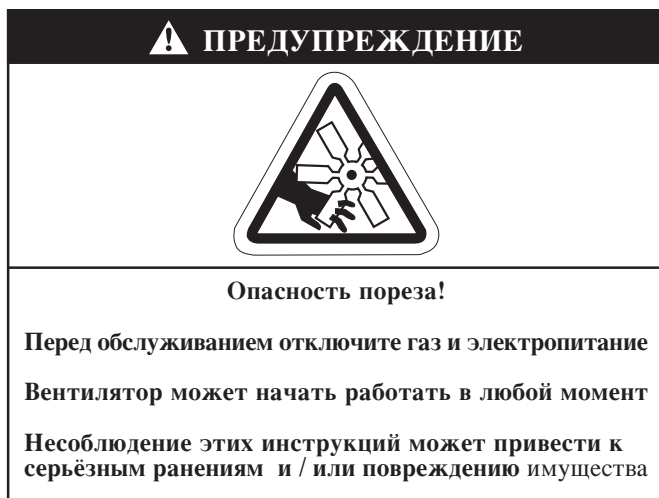 ПРЕДУПРЕЖДЕНИЕ
Опасность пореза!
Перед обслуживанием отключите газ и электропитание
Вентилятор может начать работать в любой момент
Несоблюдение этих инструкций может привести к
серьёзным ранениям и / или повреждению имущества